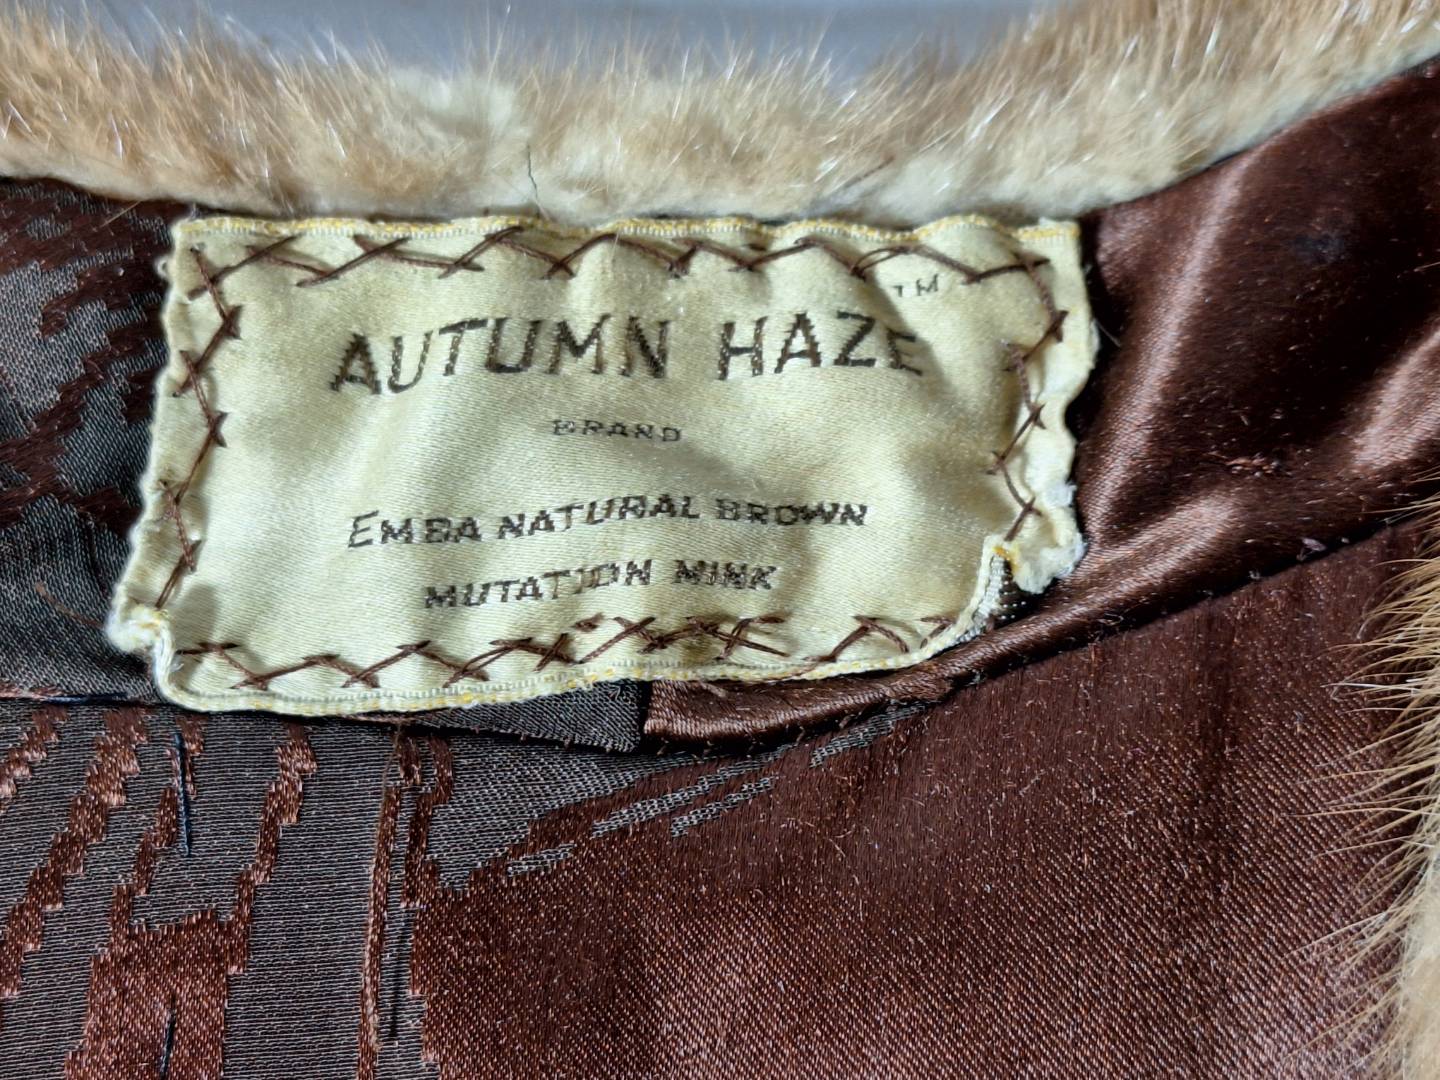 AUTUMN HAZE™
BRAND
EMBA NATURAL BROWN
MUTATION MINK